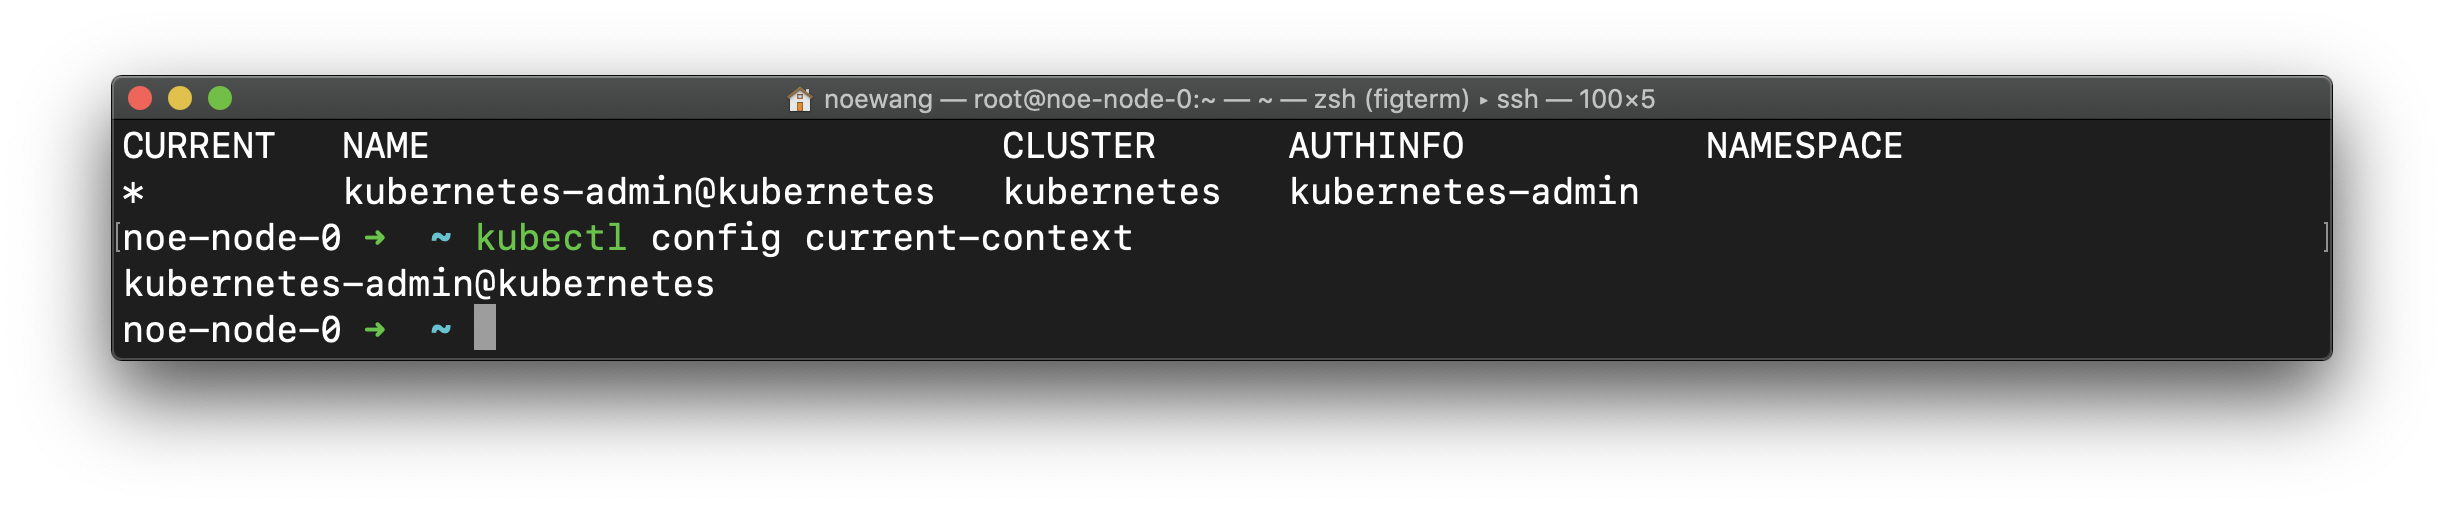 noewang — root@noe-node-0:~ — ~ — zsh (figterm) ▸ ssh — 100×5
CURRENT   NAME                          CLUSTER      AUTHINFO           NAMESPACE
*         kubernetes-admin@kubernetes   kubernetes   kubernetes-admin
noe-node-0 ➜  ~ kubectl config current-context
kubernetes-admin@kubernetes
noe-node-0 ➜  ~